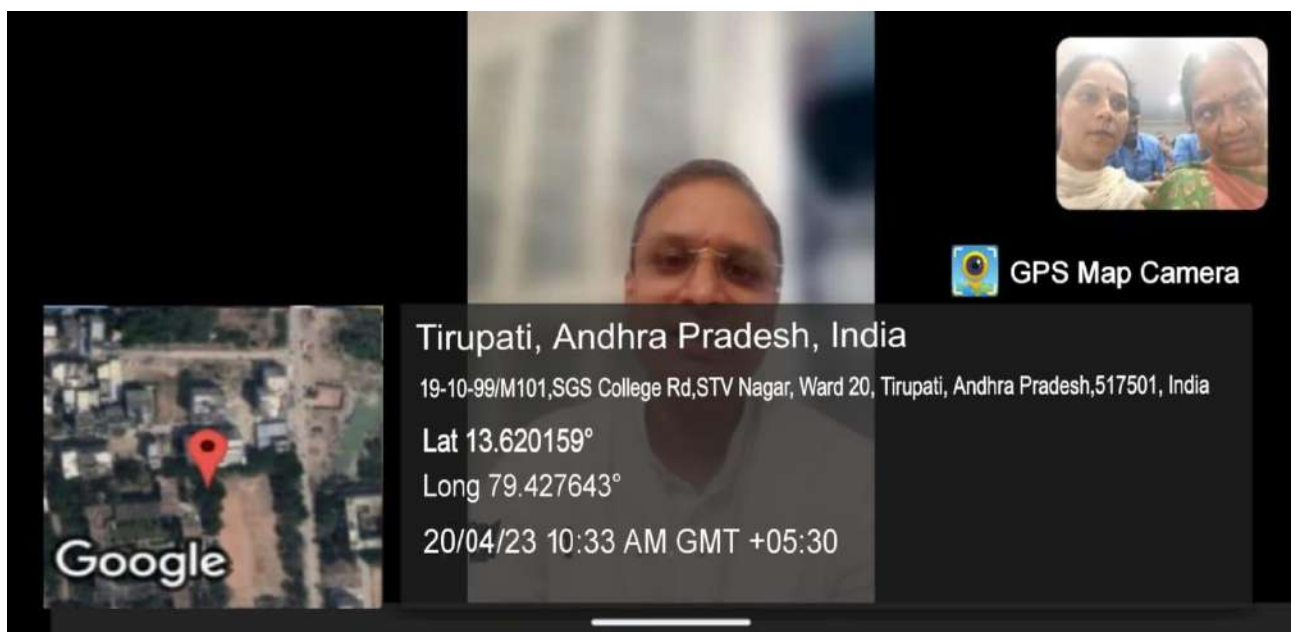 GPS Map Camera
Tirupati, Andhra Pradesh, India
19-10-99/M101,SGS College Rd,STV Nagar, Ward 20, Tirupati, Andhra Pradesh,517501, India
Lat 13.620159°
Long 79.427643°
20/04/23 10:33 AM GMT +05:30
Google